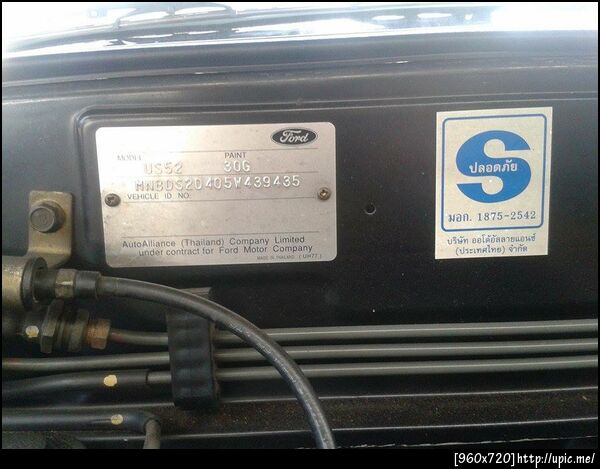 Ford
MODEL PAINT
US52 30G
MNBDS2D405W439435
VEHICLE ID NO:
AutoAlliance (Thailand) Company Limited
under contract for Ford Motor Company
MADE IN THAILAND (UH77)
S
ปลอดภัย
มอก. 1875-2542
บริษัท ออโต้อัลลายแอนซ์
(ประเทศไทย) จำกัด
[960x720]http://upic.me/